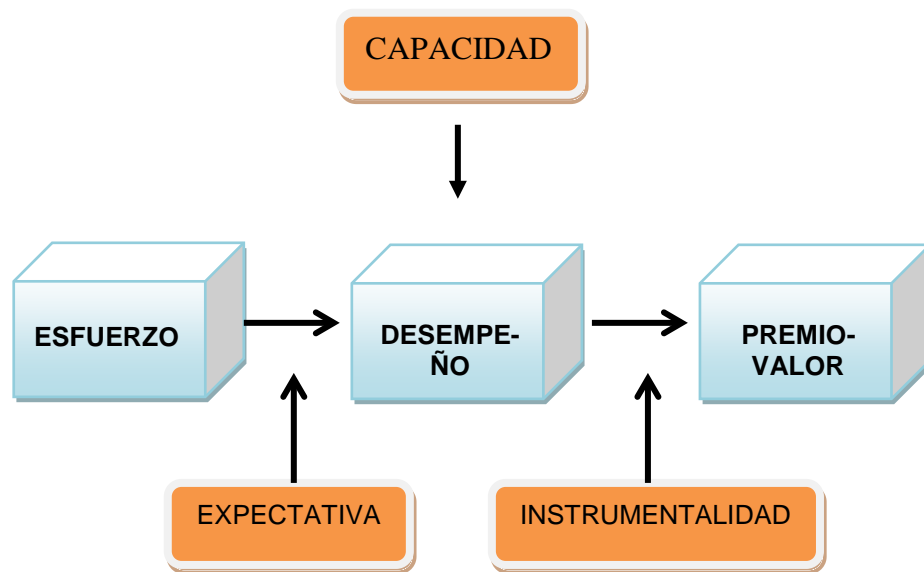 CAPACIDAD
ESFUERZO
DESEMPE-
ÑO
PREMIO-
VALOR
EXPECTATIVA
INSTRUMENTALIDAD